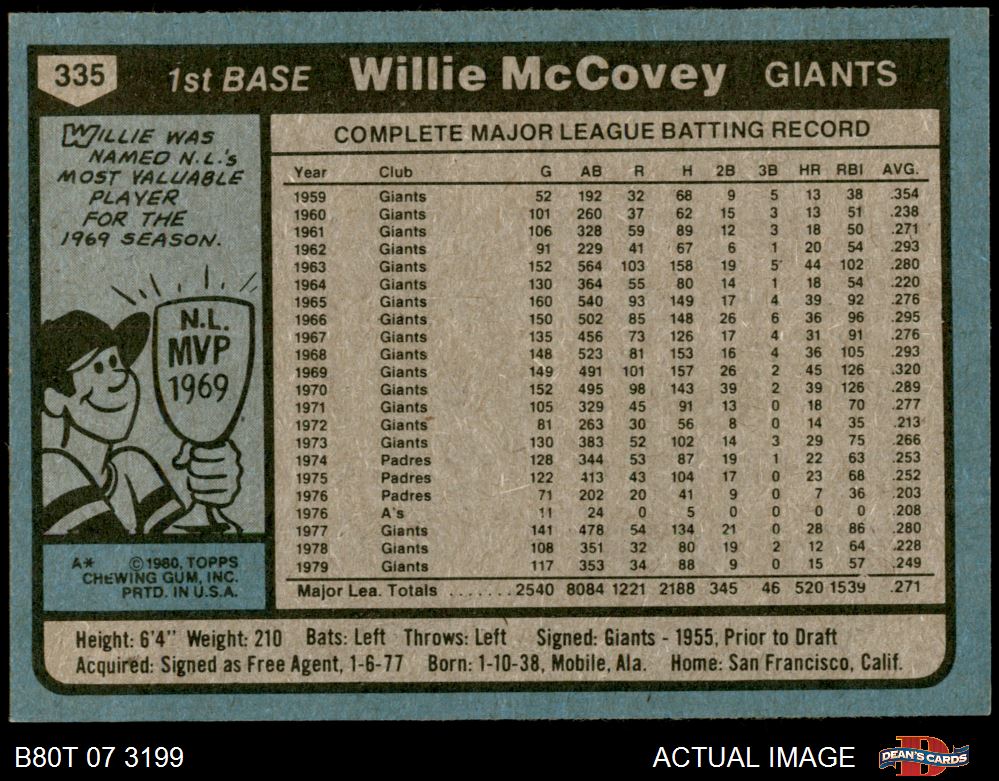 335 1st BASE Willie McCovey GIANTS
WILLIE WAS
NAMED N.L.'s
MOST VALUABLE
PLAYER
FOR THE
1969 SEASON.
N.L.
MVP
1969
A* ©1980, TOPPS
CHEWING GUM, INC.
PRTD. IN U.S.A.
COMPLETE MAJOR LEAGUE BATTING RECORD
Year Club G AB R H 2B 3B HR RBI AVG.
1959 Giants 52 192 32 68 9 5 13 38 .354
1960 Giants 101 260 37 62 15 3 13 51 .238
1961 Giants 106 328 59 89 12 3 18 50 .271
1962 Giants 91 229 41 67 6 1 20 54 .293
1963 Giants 152 564 103 158 19 5 44 102 .280
1964 Giants 130 364 55 80 14 1 18 54 .220
1965 Giants 160 540 93 149 17 4 39 92 .276
1966 Giants 150 502 85 148 26 6 36 96 .295
1967 Giants 135 456 73 126 17 4 31 91 .276
1968 Giants 148 523 81 153 16 4 36 105 .293
1969 Giants 149 491 101 157 26 2 45 126 .320
1970 Giants 152 495 98 143 39 2 39 126 .289
1971 Giants 105 329 45 91 13 0 18 70 .277
1972 Giants 81 263 30 56 8 0 14 35 .213
1973 Giants 130 383 52 102 14 3 29 75 .266
1974 Padres 128 344 53 87 19 1 22 63 .253
1975 Padres 122 413 43 104 17 0 23 68 .252
1976 Padres 71 202 20 41 9 0 7 36 .203
1976 A's 11 24 0 5 0 0 0 0 .208
1977 Giants 141 478 54 134 21 0 28 86 .280
1978 Giants 108 351 32 80 19 2 12 64 .228
1979 Giants 117 353 34 88 9 0 15 57 .249
Major Lea. Totals ....... 2540 8084 1221 2188 345 46 520 1539 .271
Height: 6'4" Weight: 210 Bats: Left Throws: Left Signed: Giants - 1955, Prior to Draft
Acquired: Signed as Free Agent, 1-6-77 Born: 1-10-38, Mobile, Ala. Home: San Francisco, Calif.
B80T 07 3199 ACTUAL IMAGE DEAN'S CARDS